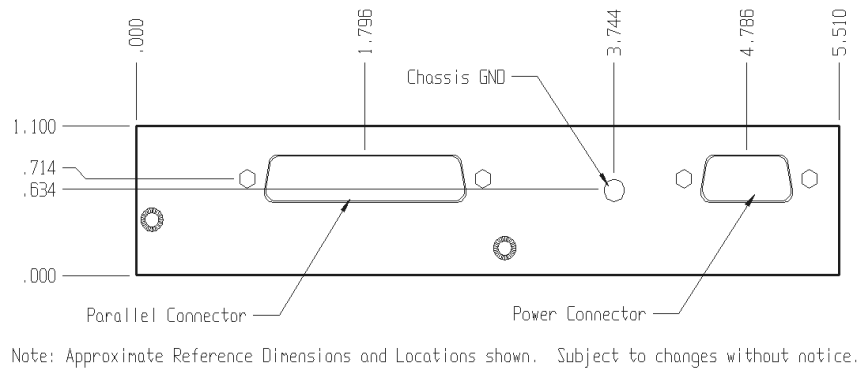 .000
1.796
3.744
4.786
5.510
Chassis GND
1.100
.714
.634
.000
Parallel Connector
Power Connector
Note: Approximate Reference Dimensions and Locations shown. Subject to changes without notice.